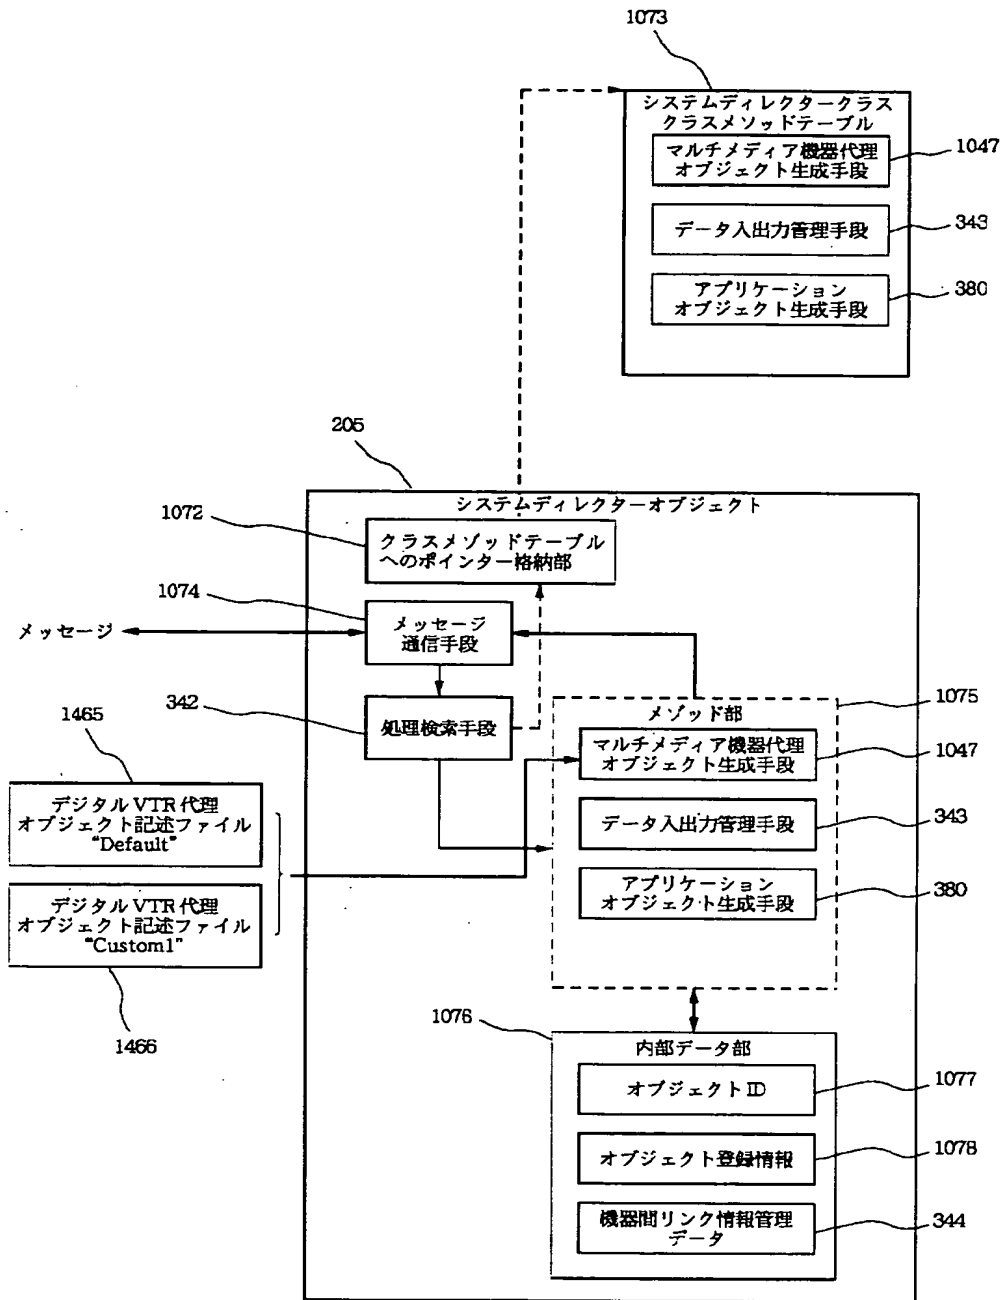 1073
システムディレクタークラス
クラスメソッドテーブル
マルチメディア機器代理
オブジェクト生成手段
1047
データ入出力管理手段
343
アプリケーション
オブジェクト生成手段
380
205
システムディレクターオブジェクト
1072
クラスメゾッドテーブル
へのポインター格納部
1074
メッセージ
メッセージ
通信手段
342
処理検索手段
1075
メゾッド部
マルチメディア機器代理
オブジェクト生成手段
1047
1465
デジタルVTR代理
オブジェクト記述ファイル
"Default"
データ入出力管理手段
343
アプリケーション
オブジェクト生成手段
380
デジタルVTR代理
オブジェクト記述ファイル
"Custom1"
1466
1076
内部データ部
オブジェクトID
1077
オブジェクト登録情報
1078
機器間リンク情報管理
データ
344